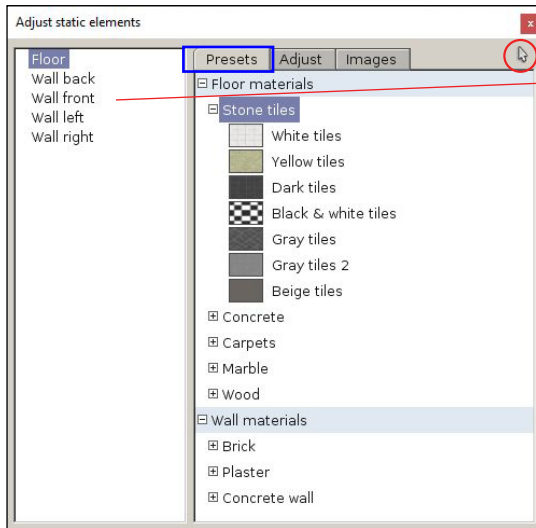 Adjust static elements
x
Floor
Wall back
Wall front
Wall left
Wall right
Presets Adjust Images
Floor materials
Stone tiles
White tiles
Yellow tiles
Dark tiles
Black & white tiles
Gray tiles
Gray tiles 2
Beige tiles
Concrete
Carpets
Marble
Wood
Wall materials
Brick
Plaster
Concrete wall